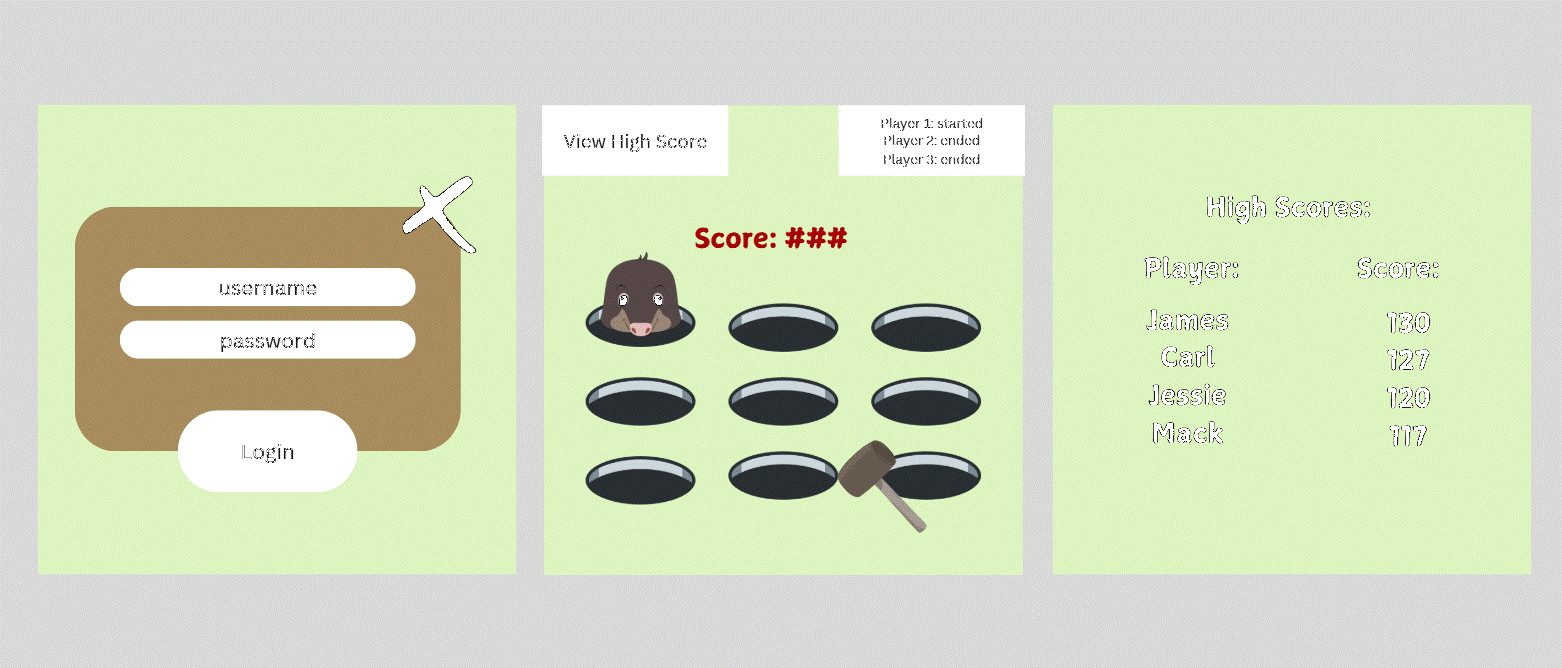 username
password
Login
View High Score
Player 1: started
Player 2: ended
Player 3: ended
Score: ###
High Scores:
Player: Score:
James 130
Carl 127
Jessie 120
Mack 117